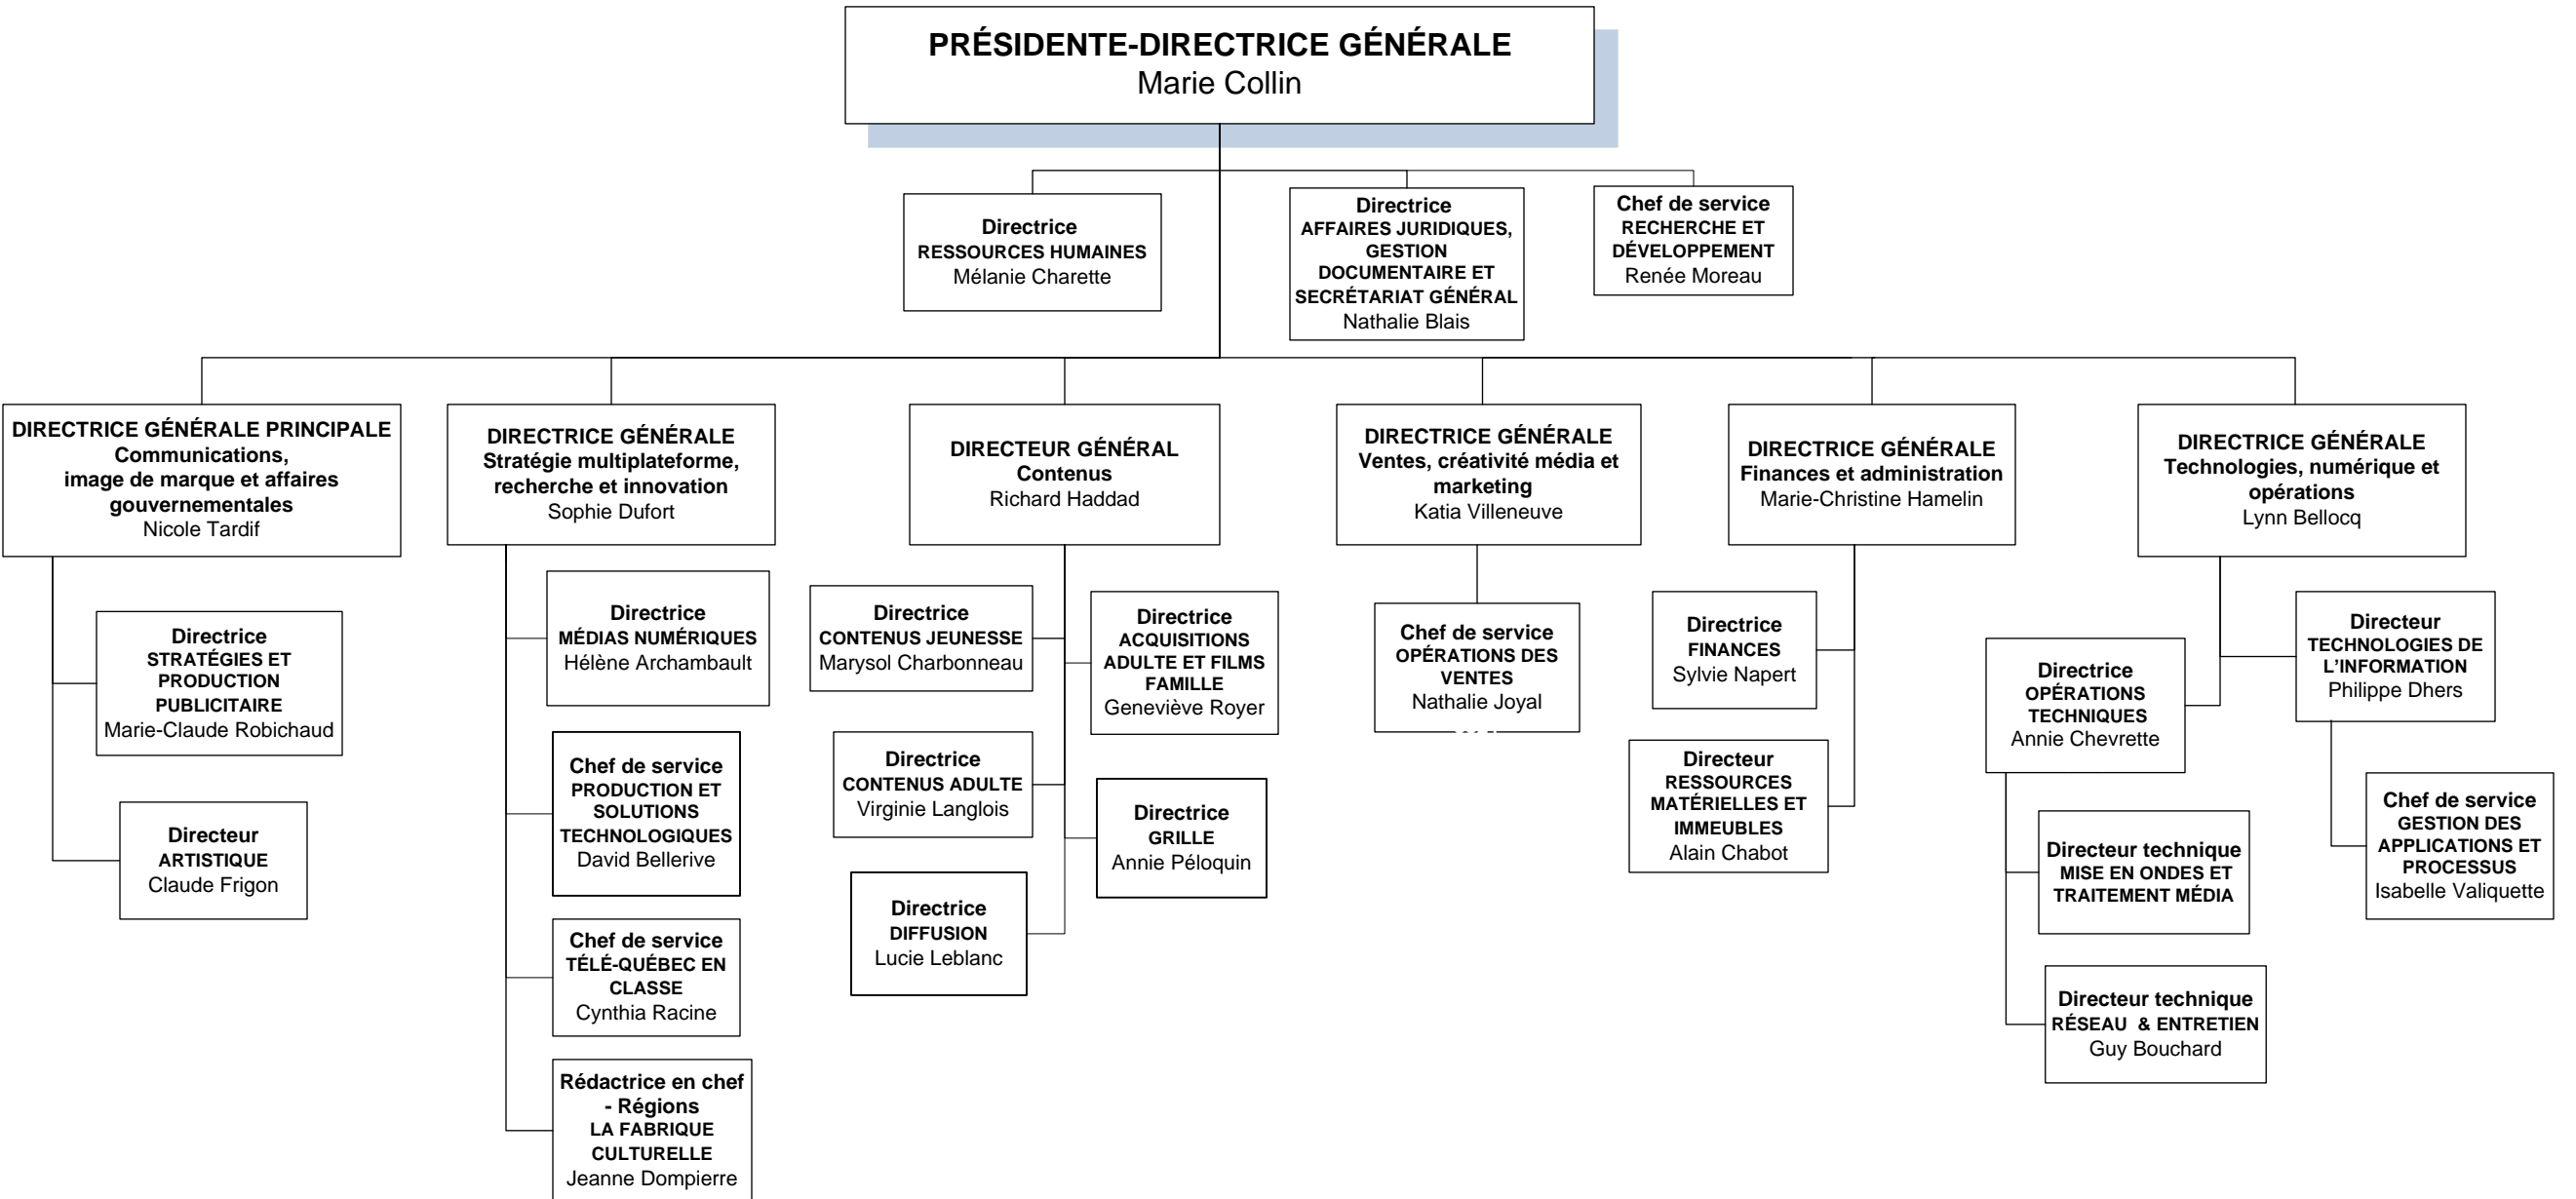 PRÉSIDENTE-DIRECTRICE GÉNÉRALE
Marie Collin
Directrice
RESSOURCES HUMAINES
Mélanie Charette
Directrice
AFFAIRES JURIDIQUES,
GESTION
DOCUMENTAIRE ET
SECRÉTARIAT GÉNÉRAL
Nathalie Blais
Chef de service
RECHERCHE ET
DÉVELOPPEMENT
Renée Moreau
DIRECTRICE GÉNÉRALE PRINCIPALE
Communications,
image de marque et affaires
gouvernementales
Nicole Tardif
Directrice
STRATÉGIES ET
PRODUCTION
PUBLICITAIRE
Marie-Claude Robichaud
Directeur
ARTISTIQUE
Claude Frigon
DIRECTRICE GÉNÉRALE
Stratégie multiplateforme,
recherche et innovation
Sophie Dufort
Directrice
MÉDIAS NUMÉRIQUES
Hélène Archambault
Chef de service
PRODUCTION ET
SOLUTIONS
TECHNOLOGIQUES
David Bellerive
Chef de service
TÉLÉ-QUÉBEC EN
CLASSE
Cynthia Racine
Rédactrice en chef
- Régions
LA FABRIQUE
CULTURELLE
Jeanne Dompierre
DIRECTEUR GÉNÉRAL
Contenus
Richard Haddad
Directrice
CONTENUS JEUNESSE
Marysol Charbonneau
Directrice
ACQUISITIONS
ADULTE ET FILMS
FAMILLE
Geneviève Royer
Directrice
CONTENUS ADULTE
Virginie Langlois
Directrice
GRILLE
Annie Péloquin
Directrice
DIFFUSION
Lucie Leblanc
DIRECTRICE GÉNÉRALE
Ventes, créativité média et
marketing
Katia Villeneuve
Chef de service
OPÉRATIONS DES
VENTES
Nathalie Joyal
DIRECTRICE GÉNÉRALE
Finances et administration
Marie-Christine Hamelin
Directrice
FINANCES
Sylvie Napert
Directeur
RESSOURCES
MATÉRIELLES ET
IMMEUBLES
Alain Chabot
DIRECTRICE GÉNÉRALE
Technologies, numérique et
opérations
Lynn Bellocq
Directrice
OPÉRATIONS
TECHNIQUES
Annie Chevrette
Directeur technique
MISE EN ONDES ET
TRAITEMENT MÉDIA
Directeur technique
RÉSEAU & ENTRETIEN
Guy Bouchard
Directeur
TECHNOLOGIES DE
L'INFORMATION
Philippe Dhers
Chef de service
GESTION DES
APPLICATIONS ET
PROCESSUS
Isabelle Valiquette